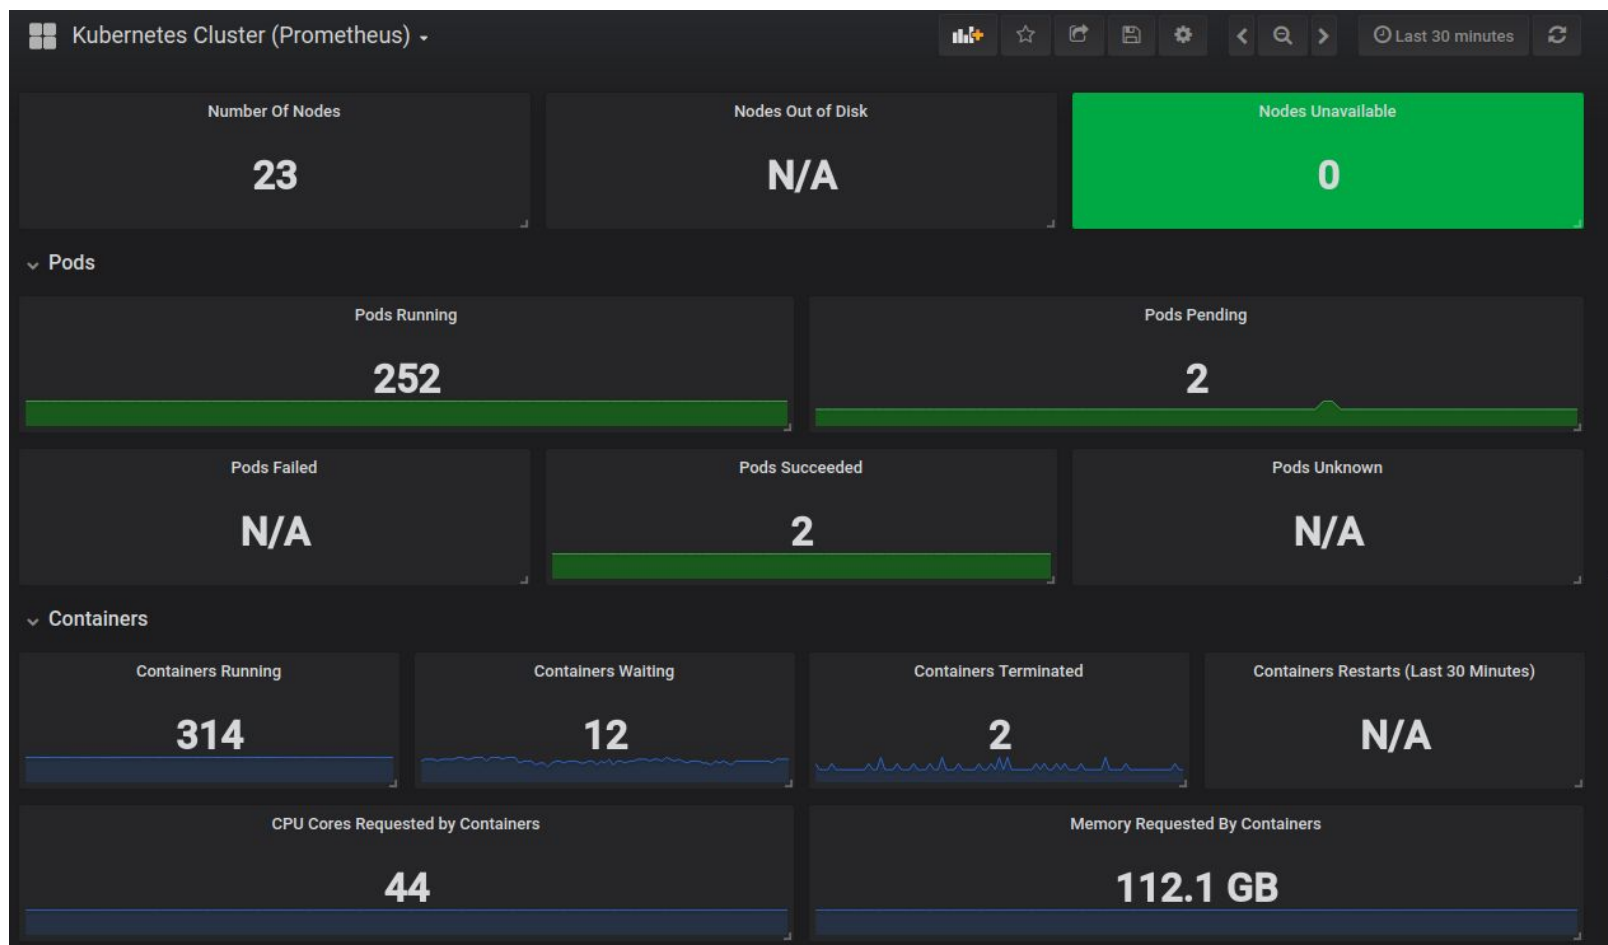 Kubernetes Cluster (Prometheus)
Last 30 minutes
Number Of Nodes
23
Nodes Out of Disk
N/A
Nodes Unavailable
0
Pods
Pods Running
252
Pods Pending
2
Pods Failed
N/A
Pods Succeeded
2
Pods Unknown
N/A
Containers
Containers Running
314
Containers Waiting
12
Containers Terminated
2
Containers Restarts (Last 30 Minutes)
N/A
CPU Cores Requested by Containers
44
Memory Requested By Containers
112.1 GB